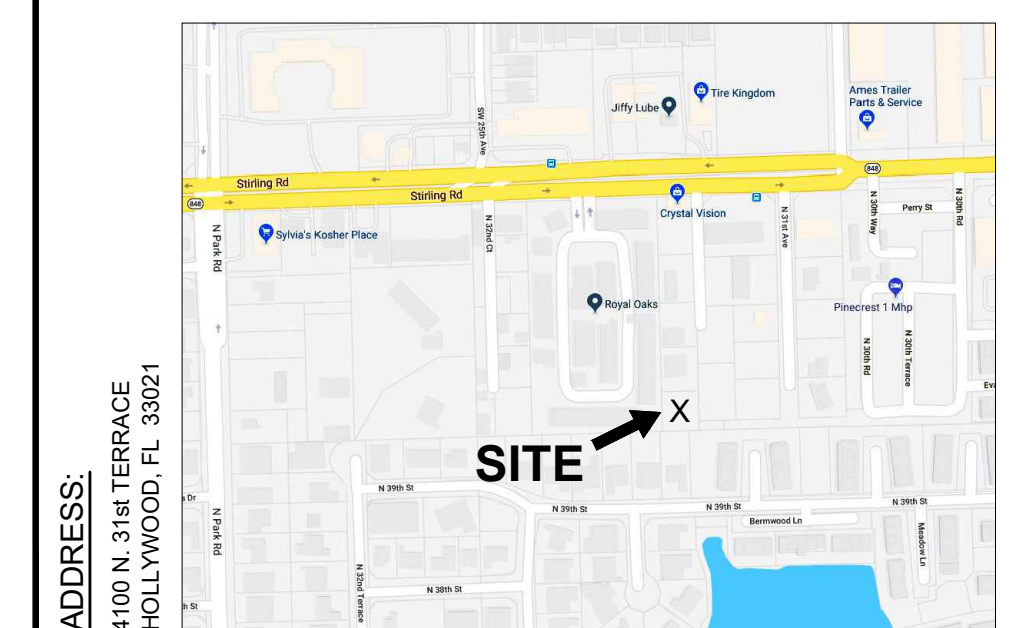 ADDRESS:
4100 N. 31st TERRACE
HOLLYWOOD, FL 33021
Tire Kingdom
Jiffy Lube
Ames Trailer
Parts & Service
SW 25th Ave
848
Stirling Rd
Stirling Rd
848
Crystal Vision
N 30th Way
Perry St
N 30th Rd
N Park Rd
Sylvia's Kosher Place
N 32nd Ct
N 31st Ave
Royal Oaks
Pinecrest 1 Mhp
N 30th Rd
N 30th Terrace
Eva
X
SITE
N 39th St
s Dr
N 39th St
N 39th St
N 39th St
Bermwood Ln
N Park Rd
Meadow Ln
N 32nd Terrace
N 38th St
h St